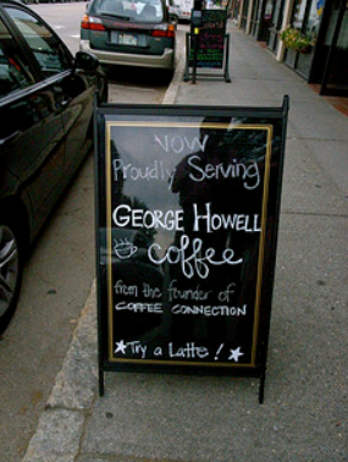 NOW
Proudly Serving
GEORGE HOWELL
coffee
from the founder of
COFFEE CONNECTION
Try a Latte!